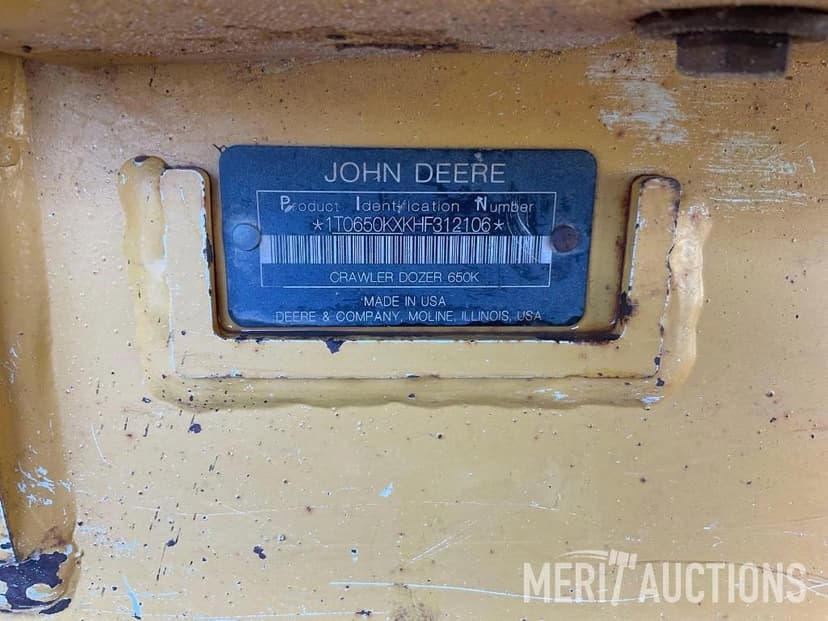 JOHN DEERE
Product Identification Number
*1T0650KXKHF312106*
CRAWLER DOZER 650K
MADE IN USA
DEERE & COMPANY, MOLINE, ILLINOIS, USA
MERIT AUCTIONS